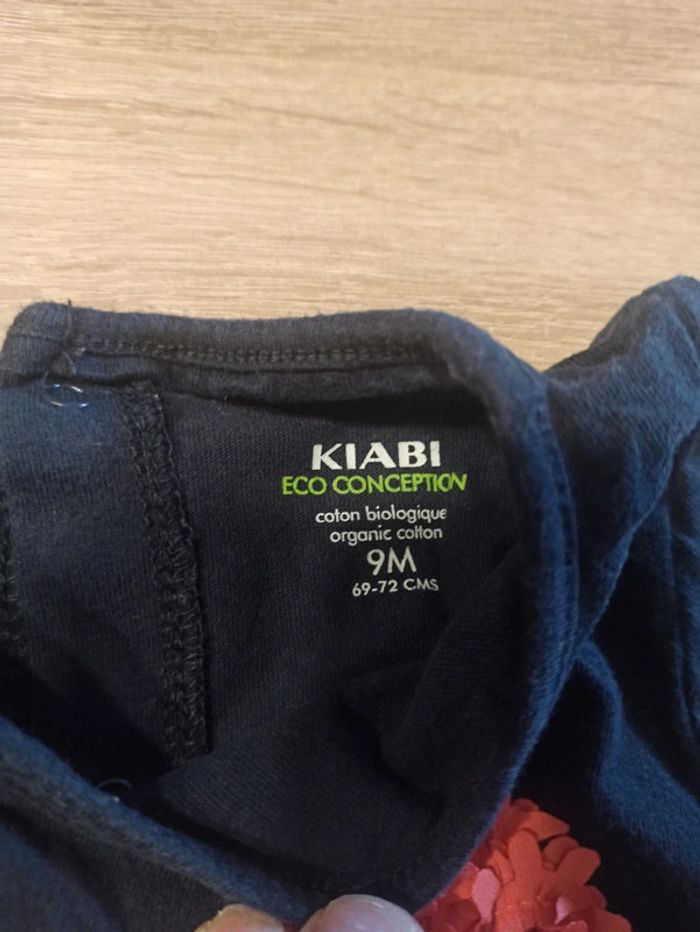 KIABI
ECO CONCEPTION
coton biologique
organic cotton
9M
69-72 CMS